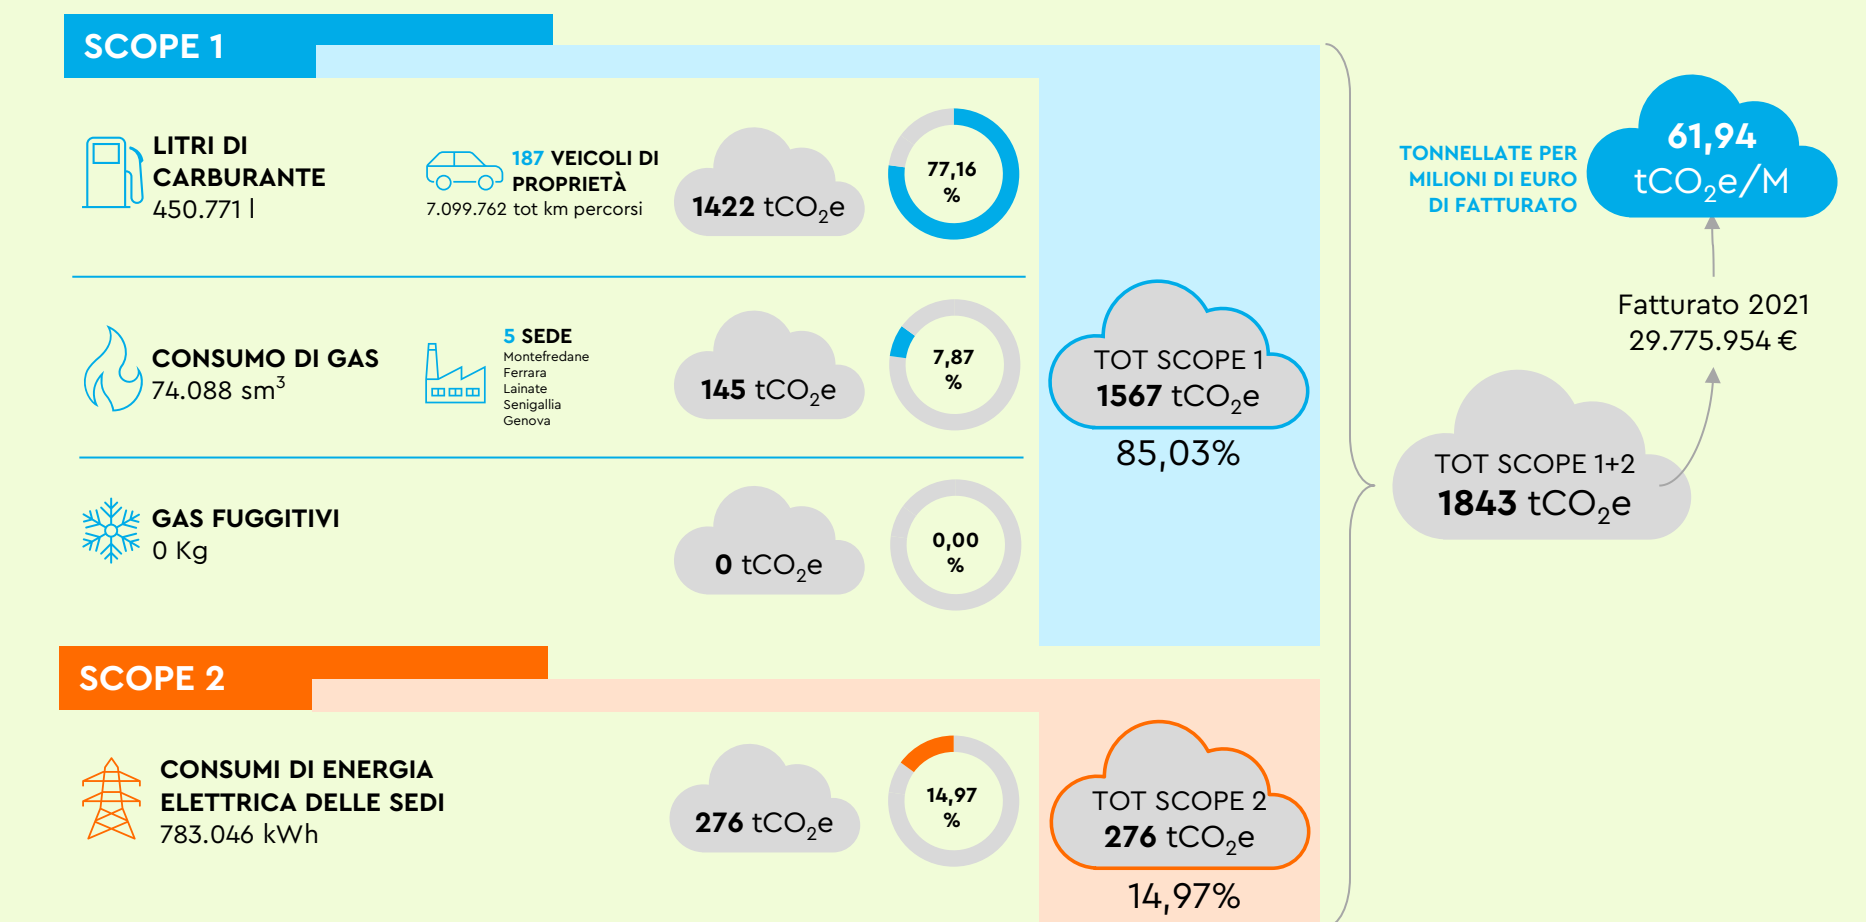 SCOPE 1
LITRI DI
CARBURANTE
450.771 l
187 VEICOLI DI
PROPRIETÀ
7.099.762 tot km percorsi
1422 tCO₂e
77,16
%
CONSUMO DI GAS
74.088 sm³
5 SEDE
Montefredane
Ferrara
Lainate
Senigallia
Genova
145 tCO₂e
7,87
%
GAS FUGGITIVI
0 Kg
0 tCO₂e
0,00
%
TOT SCOPE 1
1567 tCO₂e
85,03%
SCOPE 2
CONSUMI DI ENERGIA
ELETTRICA DELLE SEDI
783.046 kWh
276 tCO₂e
14,97
%
TOT SCOPE 2
276 tCO₂e
14,97%
TONNELLATE PER
MILIONI DI EURO
DI FATTURATO
61,94
tCO₂e/M
Fatturato 2021
29.775.954 €
TOT SCOPE 1+2
1843 tCO₂e